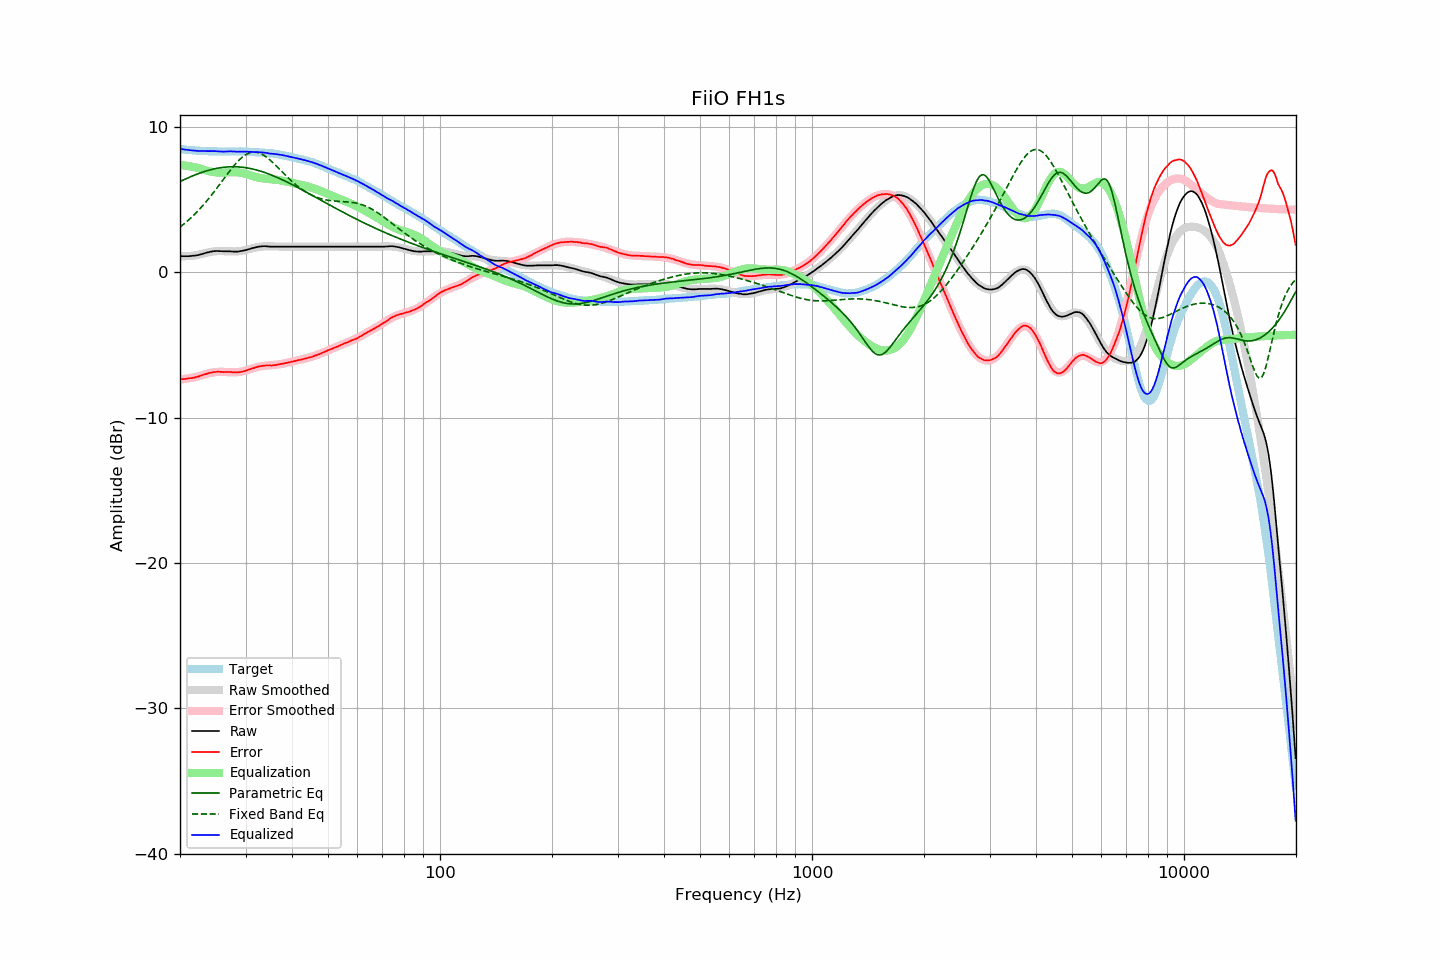 FiiO FH1s
10
0
−10
−20
−30
−40
Amplitude (dBr)
Target
Raw Smoothed
Error Smoothed
Raw
Error
Equalization
Parametric Eq
Fixed Band Eq
Equalized
100
1000
10000
Frequency (Hz)